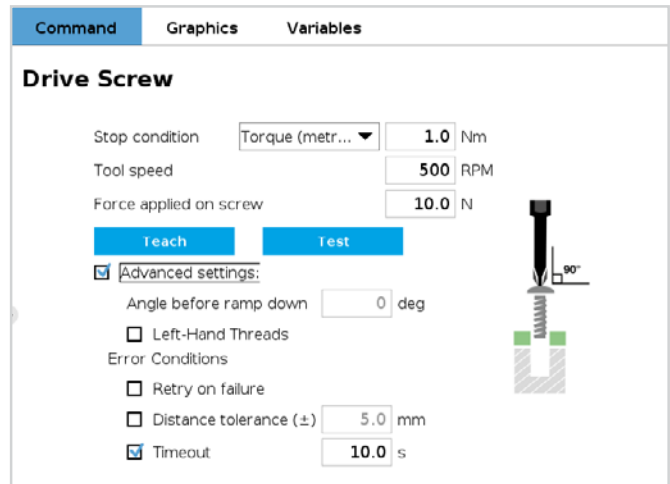 Command Graphics Variables
Drive Screw
Stop condition Torque (metr... 1.0 Nm
Tool speed 500 RPM
Force applied on screw 10.0 N
Teach Test
Advanced settings:
90°
Angle before ramp down 0 deg
Left-Hand Threads
Error Conditions
Retry on failure
Distance tolerance (±) 5.0 mm
Timeout 10.0 s